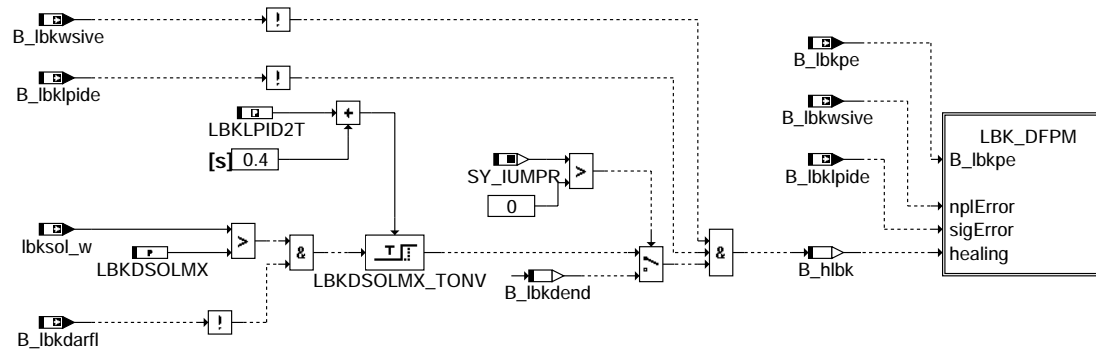 B_lbkwsive
!
B_lbklpide
!
LBKLPID2T
P
+
[s] 0.4
lbksol_w
>
LBKDSOLMX
P
&
T
LBKDSOLMX_TONV
B_lbkdarfl
!
SY_IUMPR
>
0
B_lbkdend
&
B_hlbk
B_lbkpe
B_lbkwsive
B_lbklpide
LBK_DFPM
B_lbkpe
nplError
sigError
healing